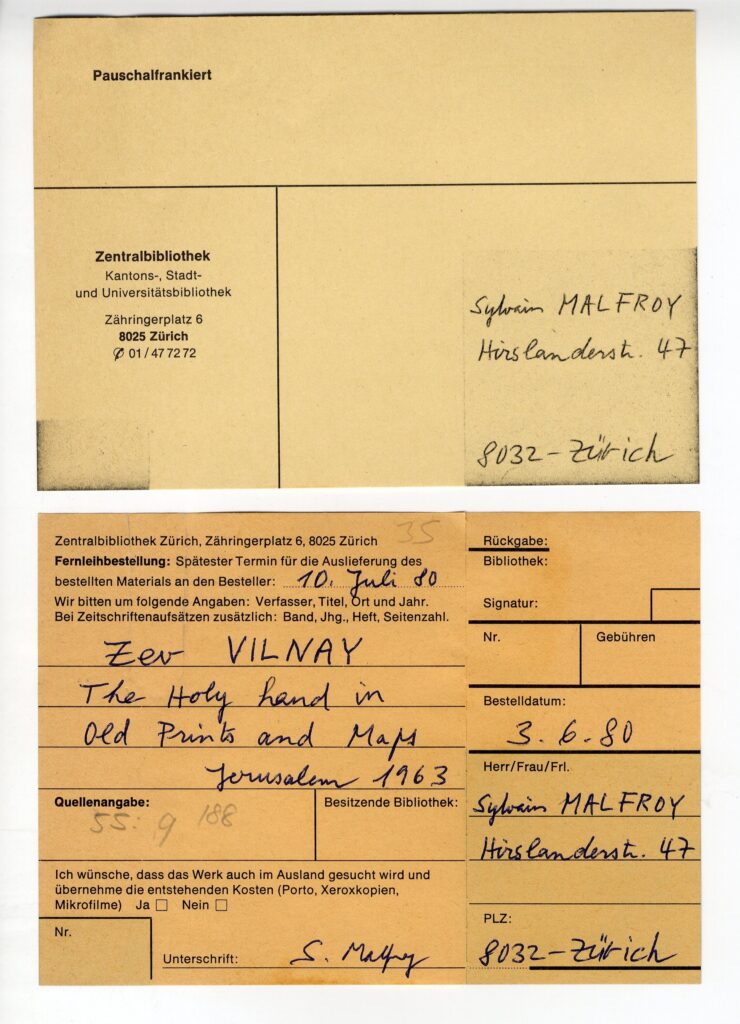 Pauschalfrankiert
Zentralbibliothek
Kantons-, Stadt-
und Universitätsbibliothek
Zähringerplatz 6
8025 Zürich
✆ 01/47 72 72
Sylvain MALFROY
Hirslanderstr. 47
8032 – Zürich
Zentralbibliothek Zürich, Zähringerplatz 6, 8025 Zürich
35
Fernleihbestellung: Spätester Termin für die Auslieferung des
bestellten Materials an den Besteller: 10. Juli 80
Wir bitten um folgende Angaben: Verfasser, Titel, Ort und Jahr.
Bei Zeitschriftenaufsätzen zusätzlich: Band, Jhg., Heft, Seitenzahl.
Zev VILNAY
The Holy hand in
Old Prints and Maps
Jerusalem 1963
Quellenangabe:
55: 9 188
Besitzende Bibliothek:
Ich wünsche, dass das Werk auch im Ausland gesucht wird und
übernehme die entstehenden Kosten (Porto, Xeroxkopien,
Mikrofilme) Ja ☐ Nein ☐
Nr.
Unterschrift: S. Malfroy
Rückgabe:
Bibliothek:
Signatur:
Nr.
Gebühren
Bestelldatum:
3. 6. 80
Herr/Frau/Frl.
Sylvain MALFROY
Hirslanderstr. 47
PLZ:
8032 – Zürich